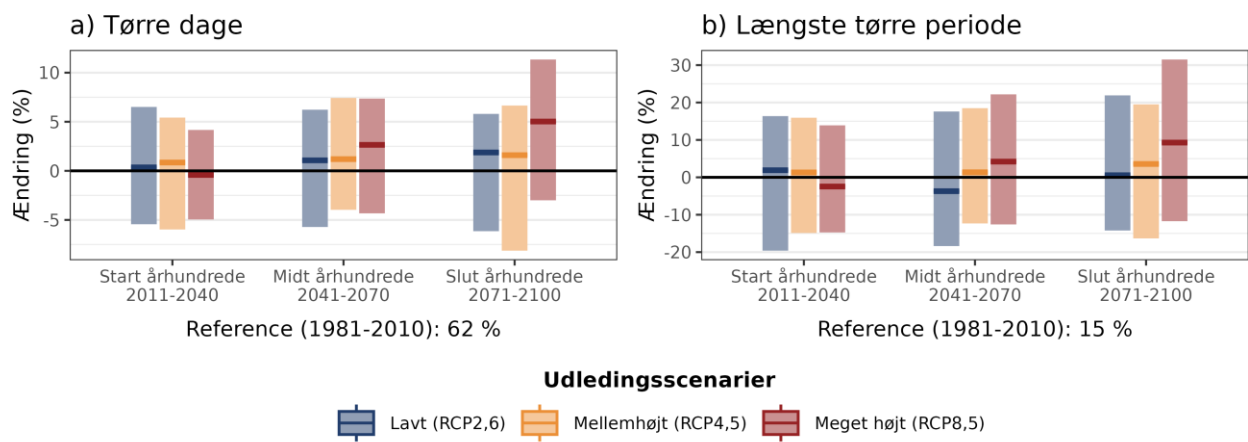 a) Tørre dage
Ændring (%)
10
5
0
-5
Start århundrede
2011-2040
Midt århundrede
2041-2070
Slut århundrede
2071-2100
Reference (1981-2010): 62 %
b) Længste tørre periode
Ændring (%)
30
20
10
0
-10
-20
Start århundrede
2011-2040
Midt århundrede
2041-2070
Slut århundrede
2071-2100
Reference (1981-2010): 15 %
Udledingsscenarier
Lavt (RCP2,6)
Mellemhøjt (RCP4,5)
Meget højt (RCP8,5)